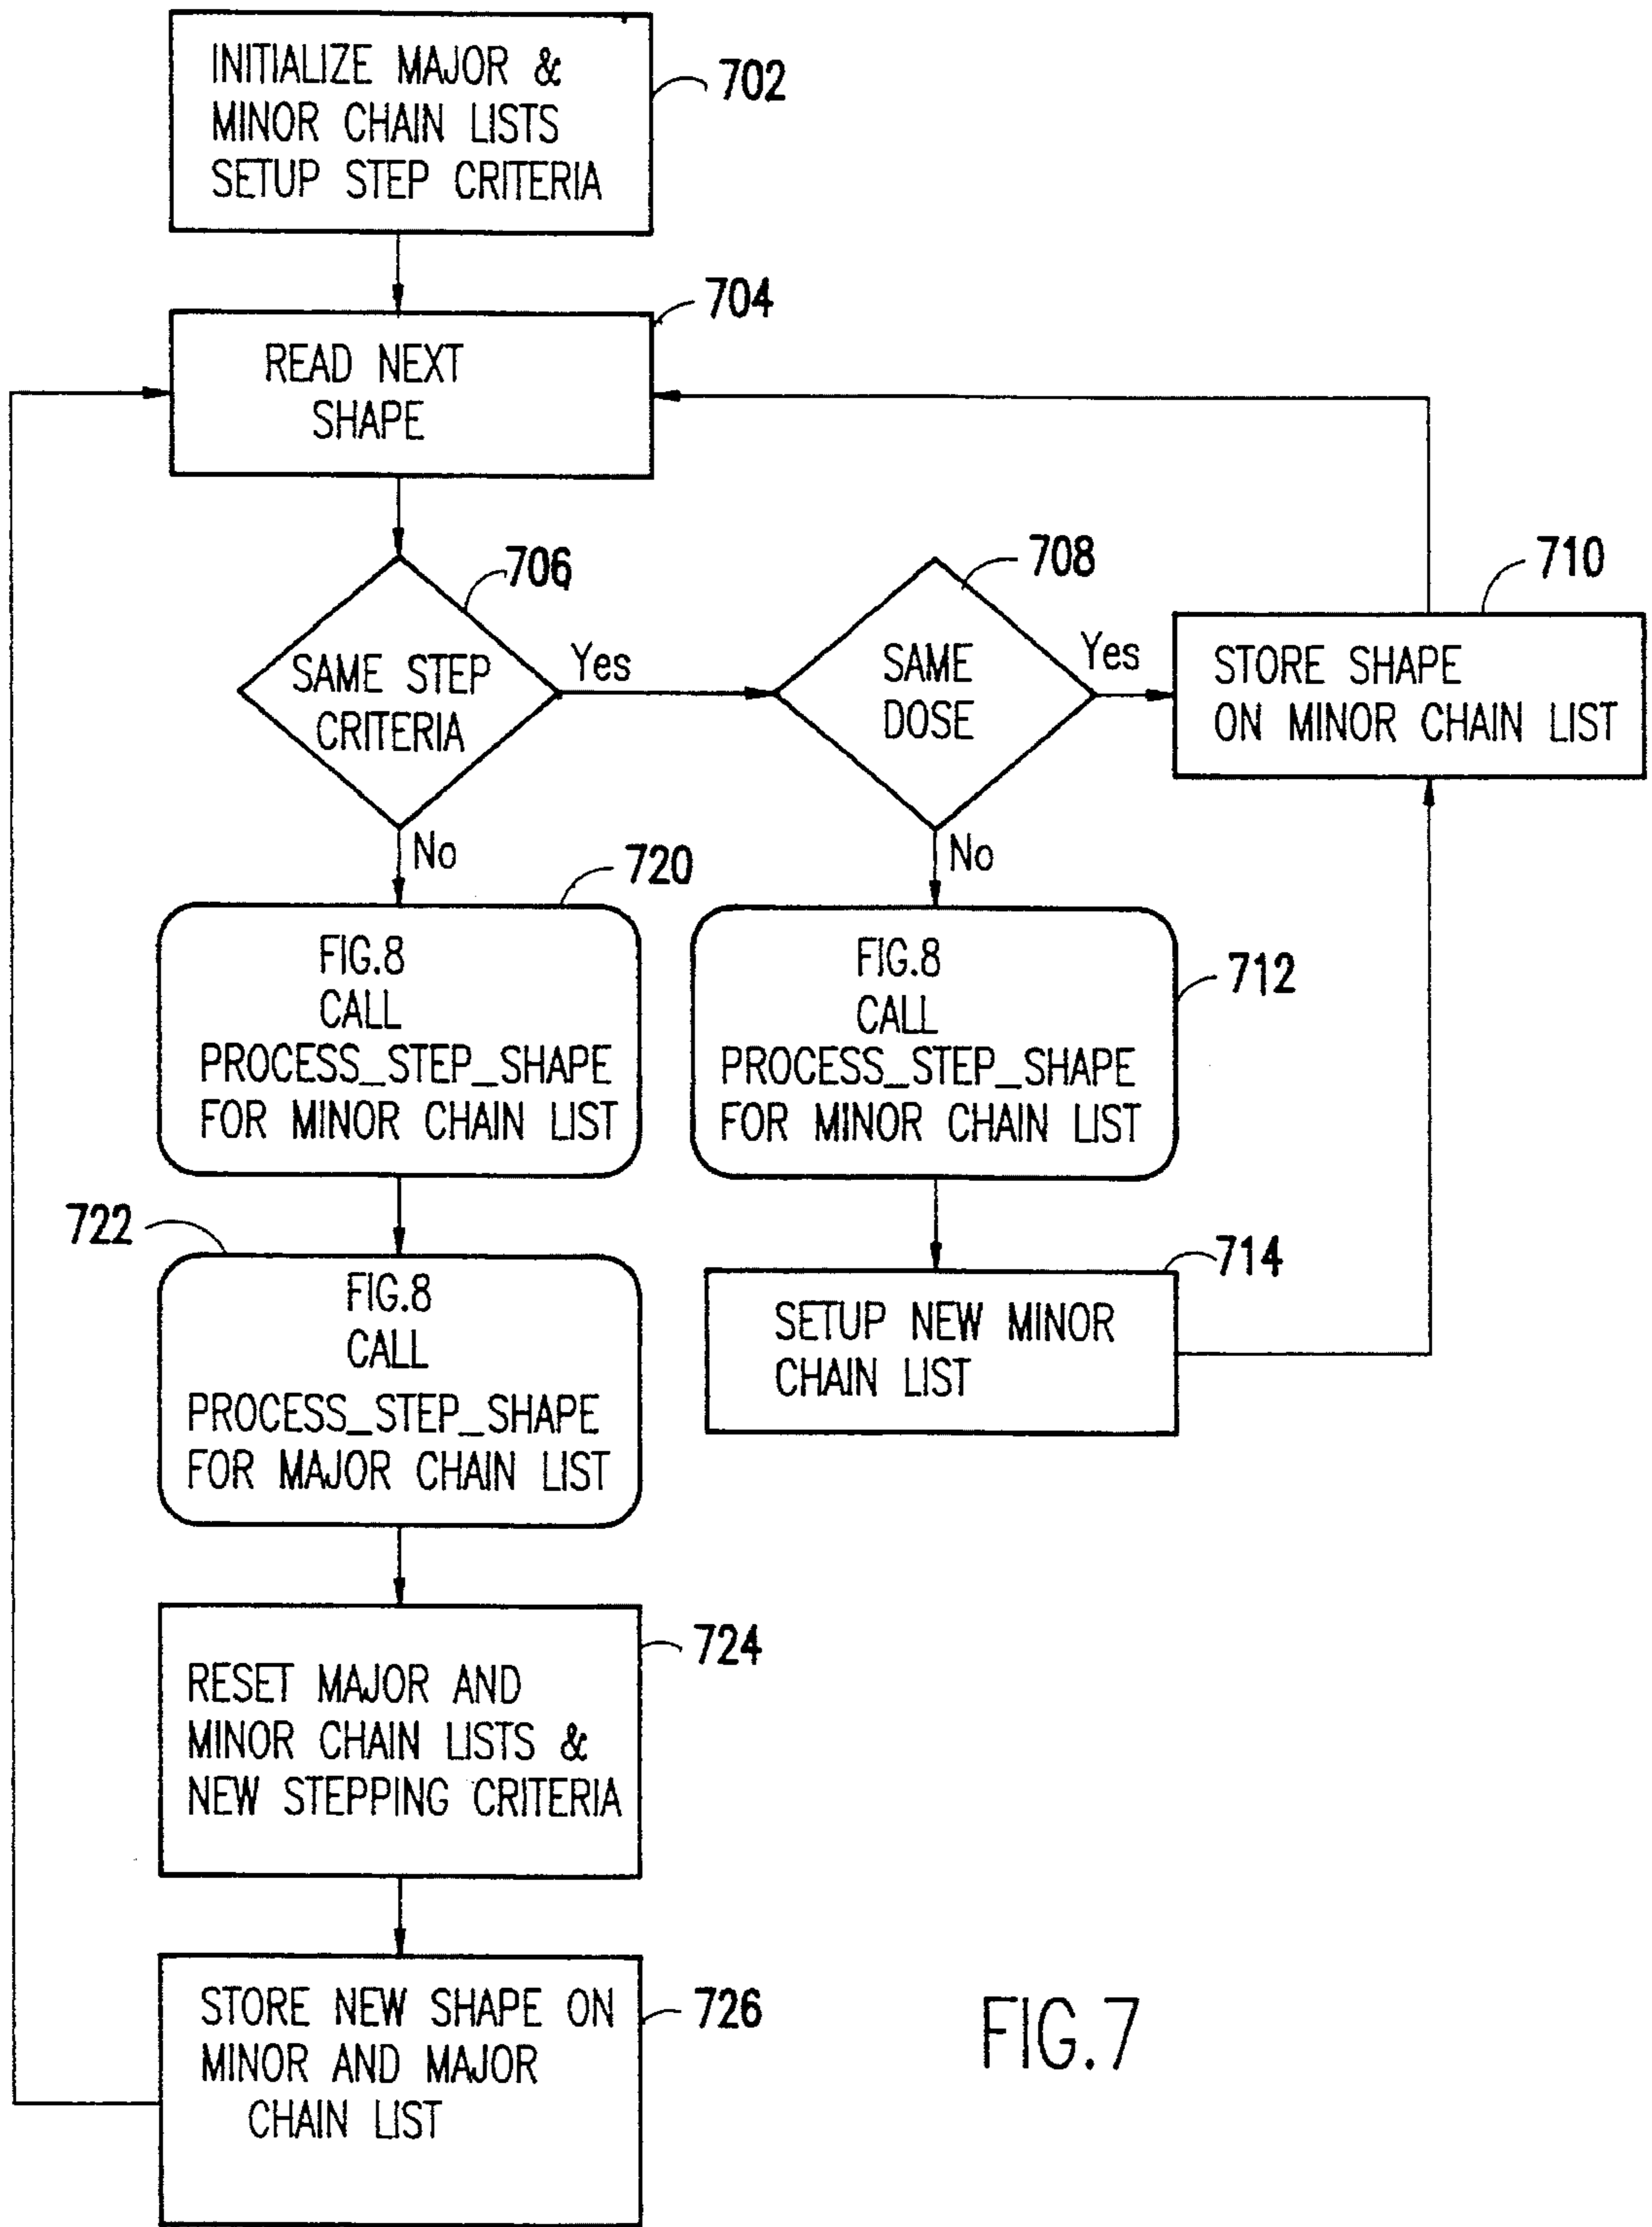 INITIALIZE MAJOR &
MINOR CHAIN LISTS
SETUP STEP CRITERIA
702
READ NEXT
SHAPE
704
SAME STEP
CRITERIA
706
Yes
No
SAME
DOSE
708
Yes
No
STORE SHAPE
ON MINOR CHAIN LIST
710
FIG.8
CALL
PROCESS_STEP_SHAPE
FOR MINOR CHAIN LIST
720
FIG.8
CALL
PROCESS_STEP_SHAPE
FOR MINOR CHAIN LIST
712
722
FIG.8
CALL
PROCESS_STEP_SHAPE
FOR MAJOR CHAIN LIST
SETUP NEW MINOR
CHAIN LIST
714
RESET MAJOR AND
MINOR CHAIN LISTS &
NEW STEPPING CRITERIA
724
STORE NEW SHAPE ON
MINOR AND MAJOR
CHAIN LIST
726
FIG.7